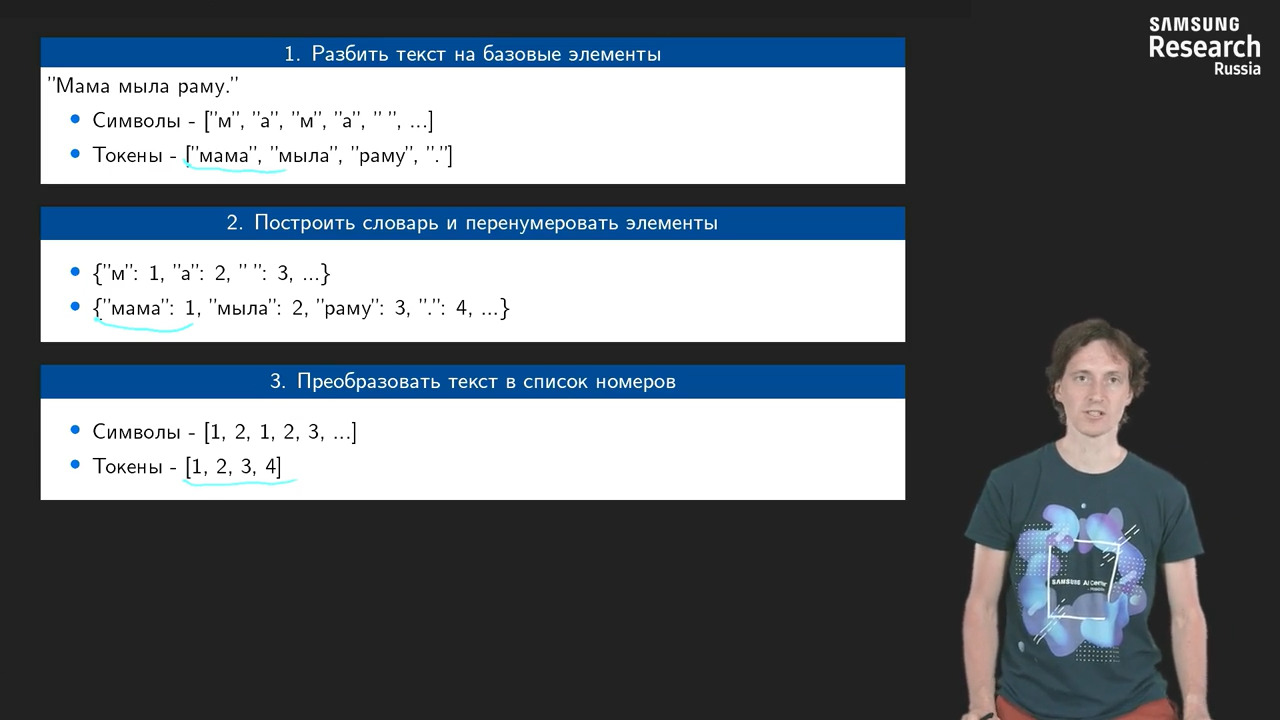 SAMSUNG
Research
Russia
1. Разбить текст на базовые элементы
"Мама мыла раму."
• Символы - ["м", "а", "м", "а", " ", ...]
• Токены - ["мама", "мыла", "раму", "."]
2. Построить словарь и перенумеровать элементы
• {"м": 1, "а": 2, " ": 3, ...}
• {"мама": 1, "мыла": 2, "раму": 3, ".": 4, ...}
3. Преобразовать текст в список номеров
• Символы - [1, 2, 1, 2, 3, ...]
• Токены - [1, 2, 3, 4]
SAMSUNG AI Center